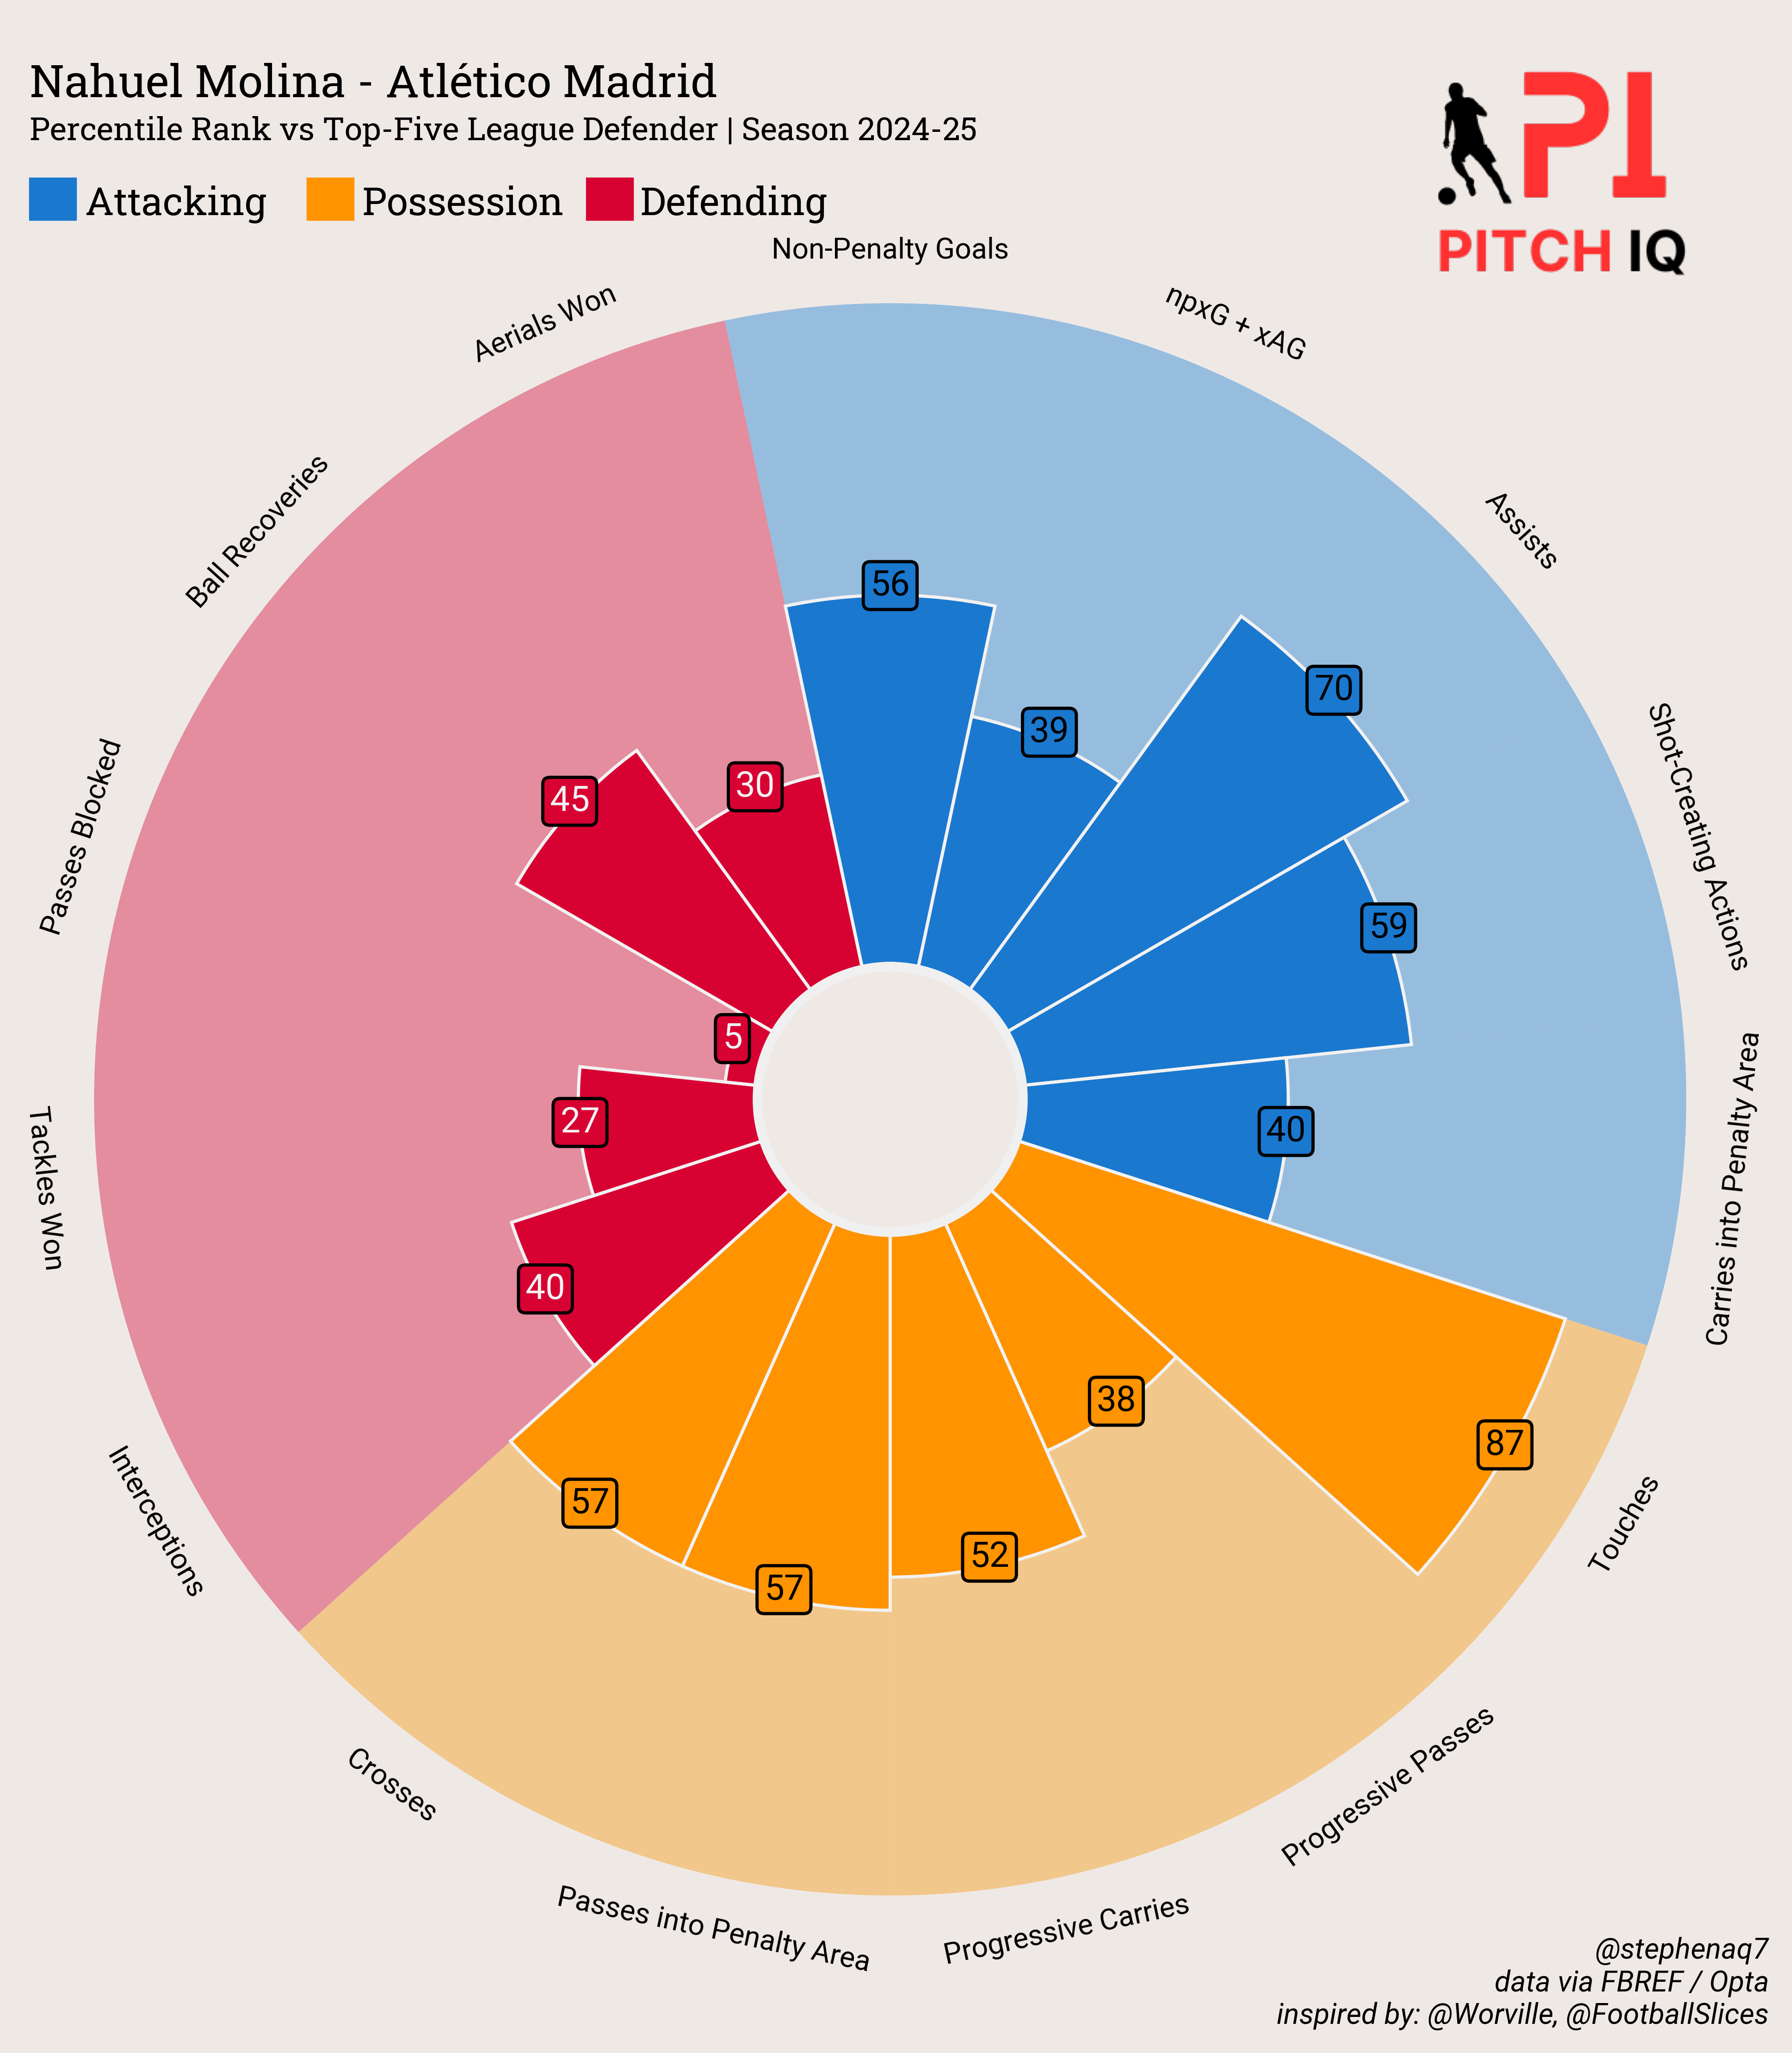 Nahuel Molina - Atlético Madrid
Percentile Rank vs Top-Five League Defender | Season 2024-25
Attacking Possession Defending
PI
PITCH IQ
Non-Penalty Goals
npxG + xAG
Assists
Shot-Creating Actions
Carries into Penalty Area
Touches
Progressive Passes
Progressive Carries
Passes into Penalty Area
Crosses
Interceptions
Tackles Won
Passes Blocked
Ball Recoveries
Aerials Won
56
39
70
59
40
87
38
52
57
57
40
27
5
45
30
@stephenaq7
data via FBREF / Opta
inspired by: @Worville, @FootballSlices